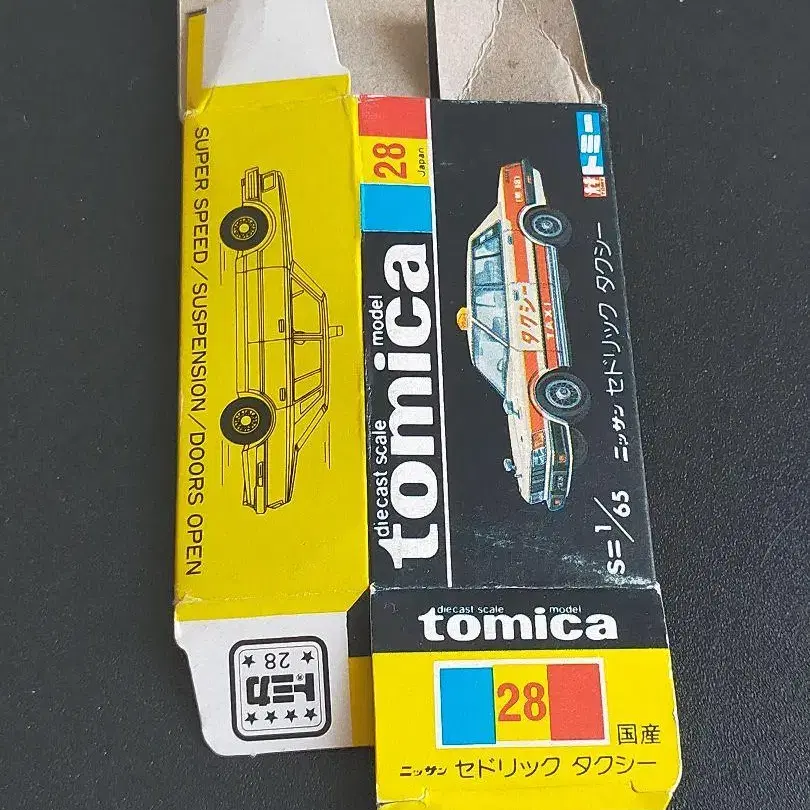 SUPER SPEED/SUSPENSION/DOORS OPEN
28
Japan
diecast scale model
tomica
トミー
タクシー
TAXI
S=1/65 ニッサン セドリック タクシー
diecast scale model
tomica
28
国産
ニッサン セドリック タクシー
★ ★
28
トミカ®
★★★★